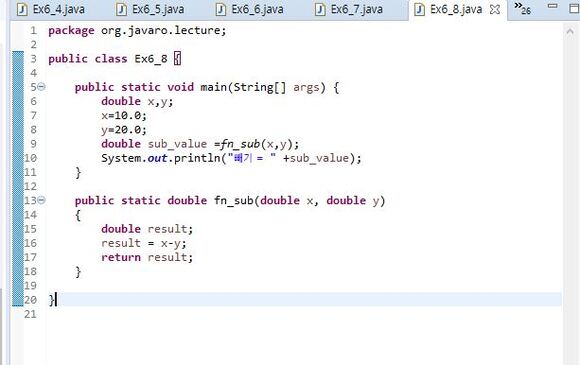 Ex6_4.java Ex6_5.java Ex6_6.java Ex6_7.java Ex6_8.java »26
1 package org.javaro.lecture;
2
3 public class Ex6_8 {
4
5 public static void main(String[] args) {
6 double x,y;
7 x=10.0;
8 y=20.0;
9 double sub_value =fn_sub(x,y);
10 System.out.println("빼기 = " +sub_value);
11 }
12
13 public static double fn_sub(double x, double y)
14 {
15 double result;
16 result = x-y;
17 return result;
18 }
19
20 }
21